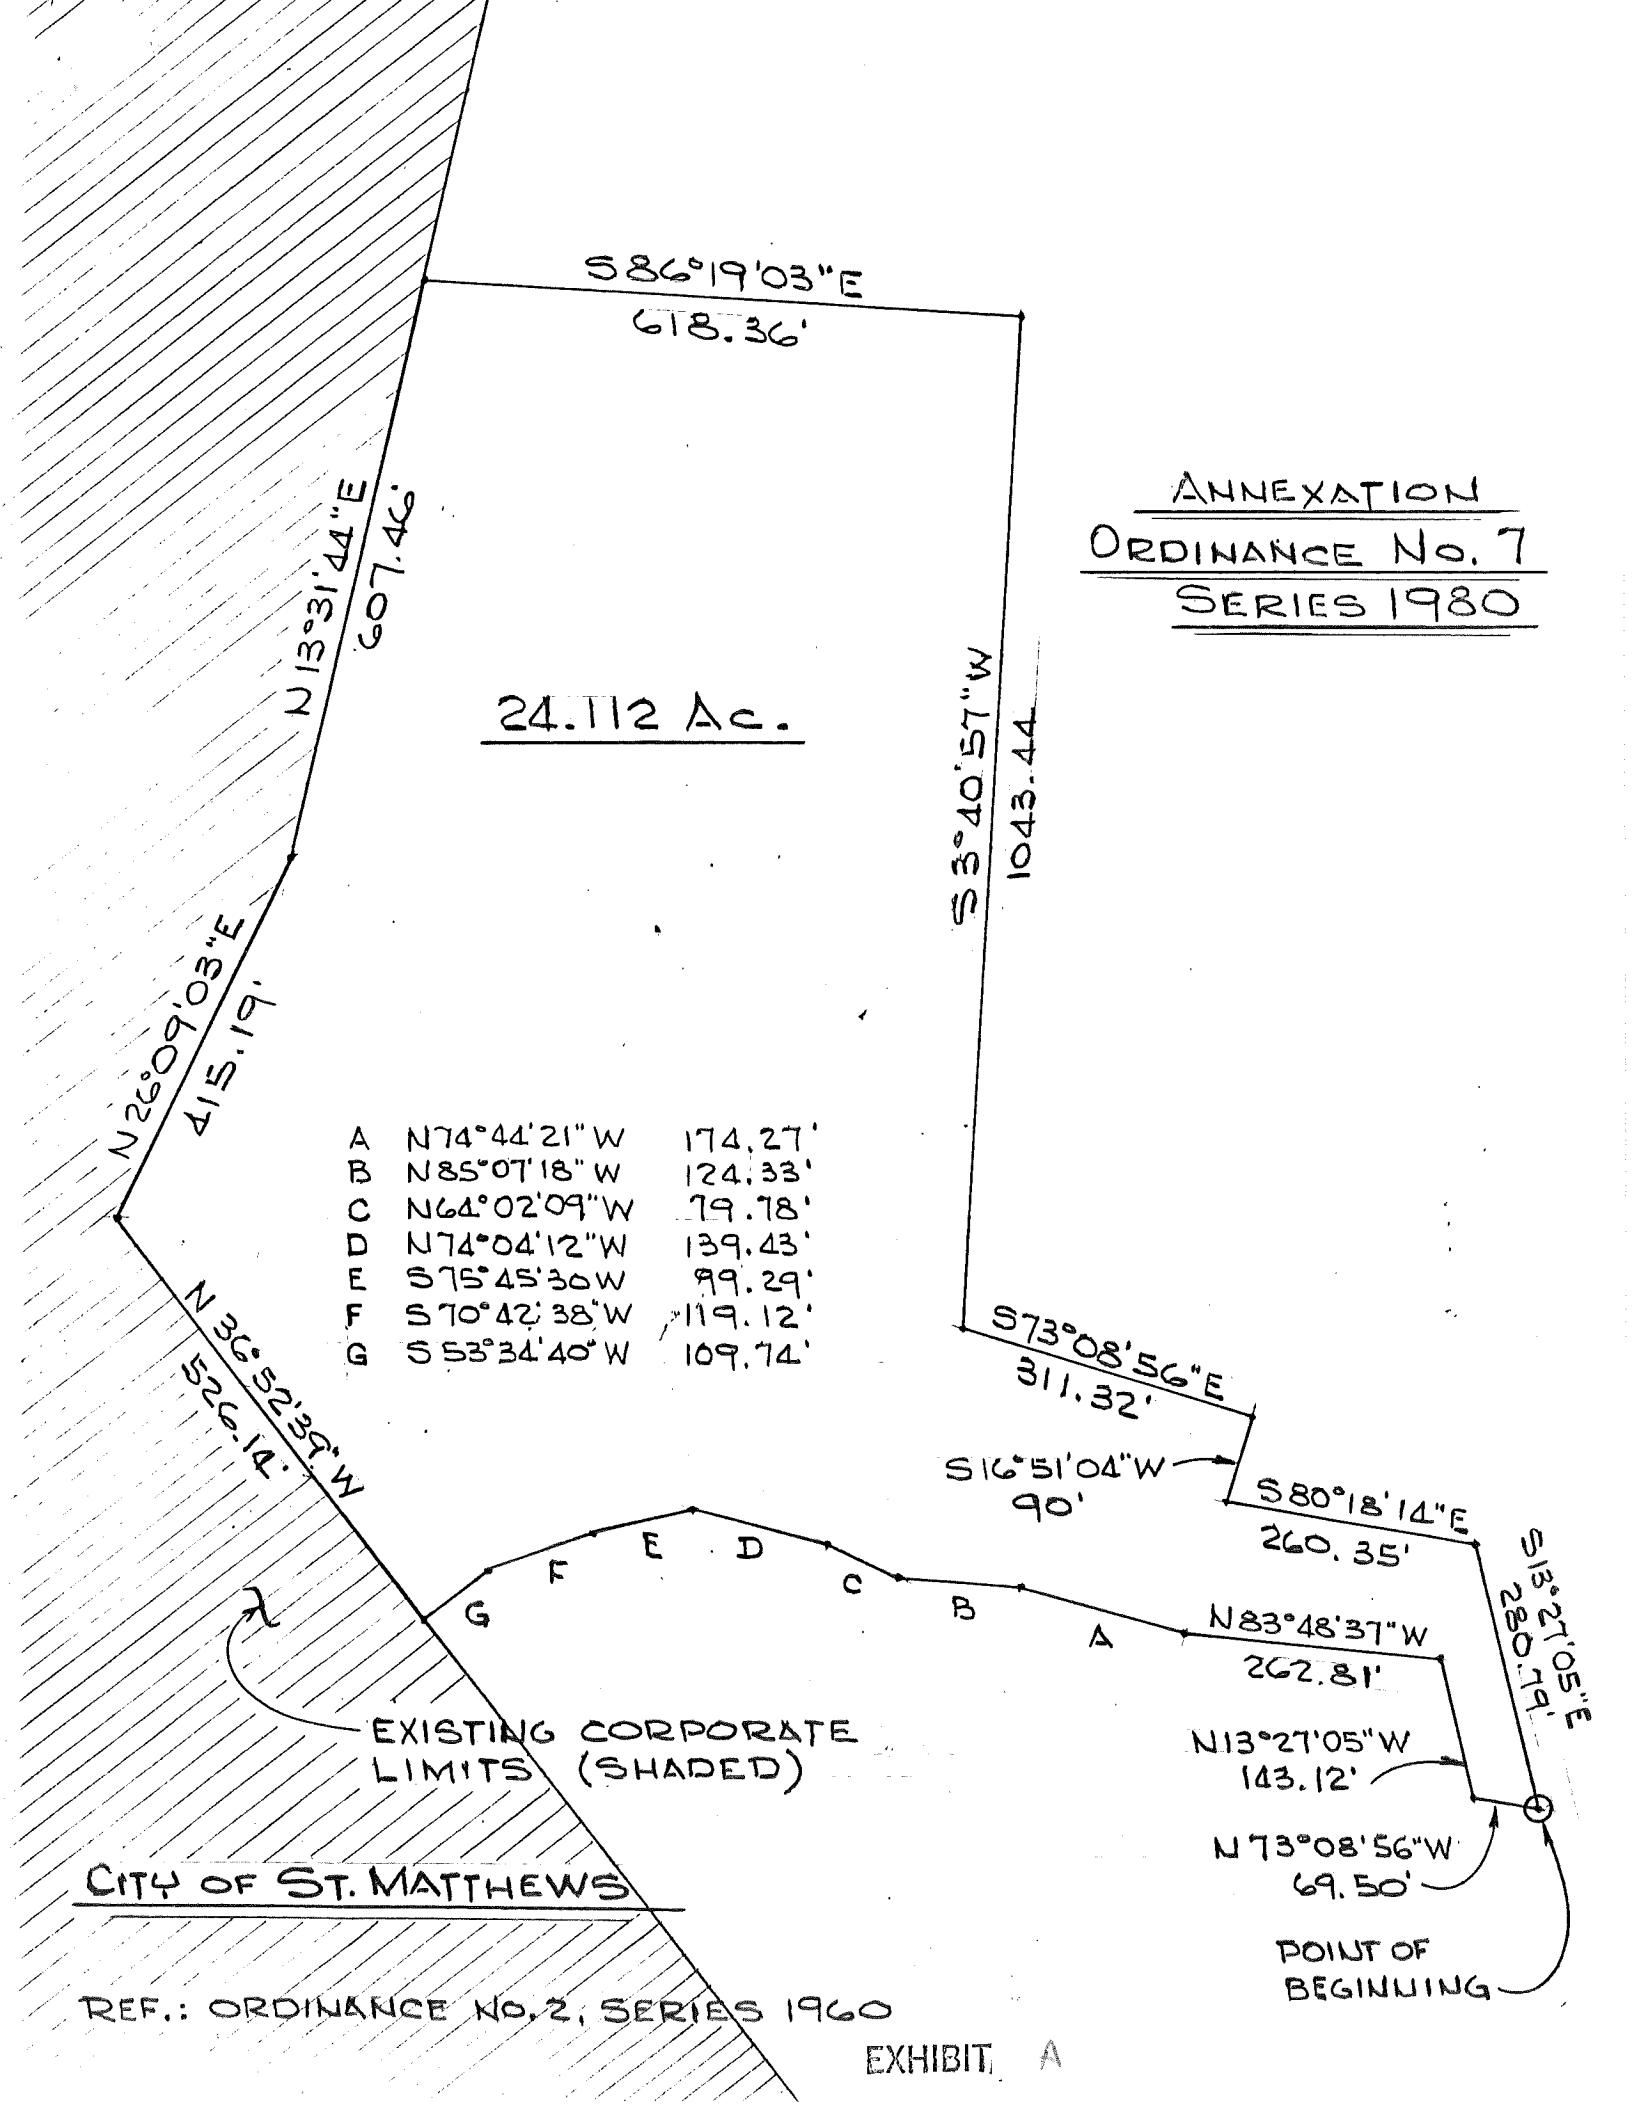 S86°19'03"E
618.36'
N13°31'44"E
607.46'
ANNEXATION
ORDINANCE NO. 7
SERIES 1980
24.112 AC.
S3°40'57"W
1043.44
N26°09'03"E
415.19'
A N74°44'21"W 174.27'
B N85°07'18"W 124.33'
C N64°02'09"W 79.78'
D N74°04'12"W 139.43'
E S75°45'30W 99.29'
F S70°42'38"W 119.12'
G S53°34'40"W 109.74'
N36°52'39"W
526.14'
S73°08'56"E
311.32'
S16°51'04"W
90'
S80°18'14"E
260.35'
S13°27'05"E
280.79'
G
F
E
D
C
B
A
N83°48'37"W
262.81'
N13°27'05"W
143.12'
N73°08'56"W
69.50'
POINT OF
BEGINNING
EXISTING CORPORATE
LIMITS (SHADED)
CITY OF ST. MATTHEWS
REF.: ORDINANCE NO. 2, SERIES 1960
EXHIBIT A